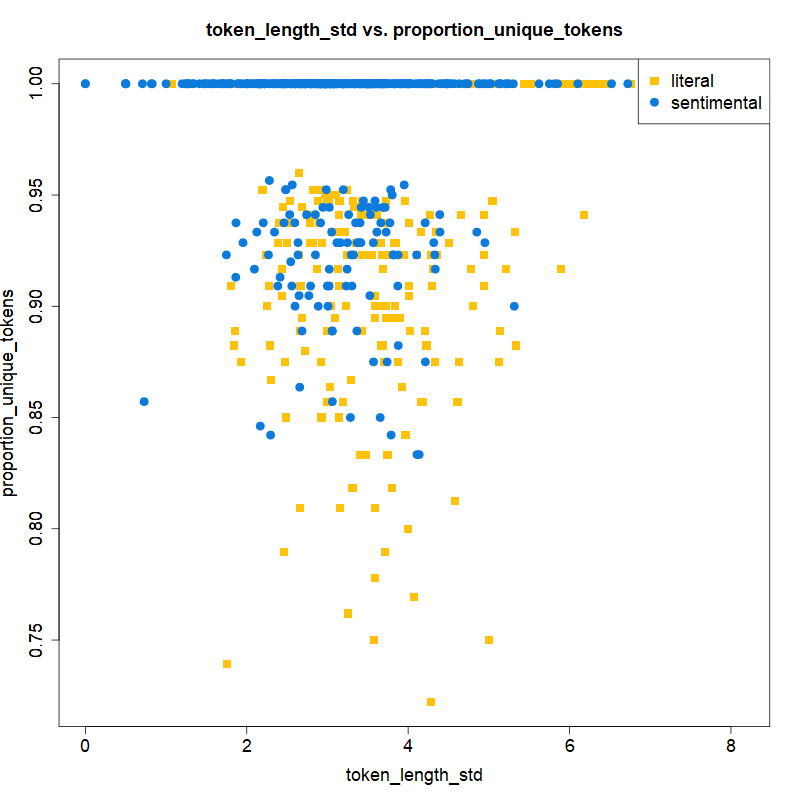 token_length_std vs. proportion_unique_tokens
literal
sentimental
proportion_unique_tokens
1.00
0.95
0.90
0.85
0.80
0.75
0 2 4 6 8
token_length_std